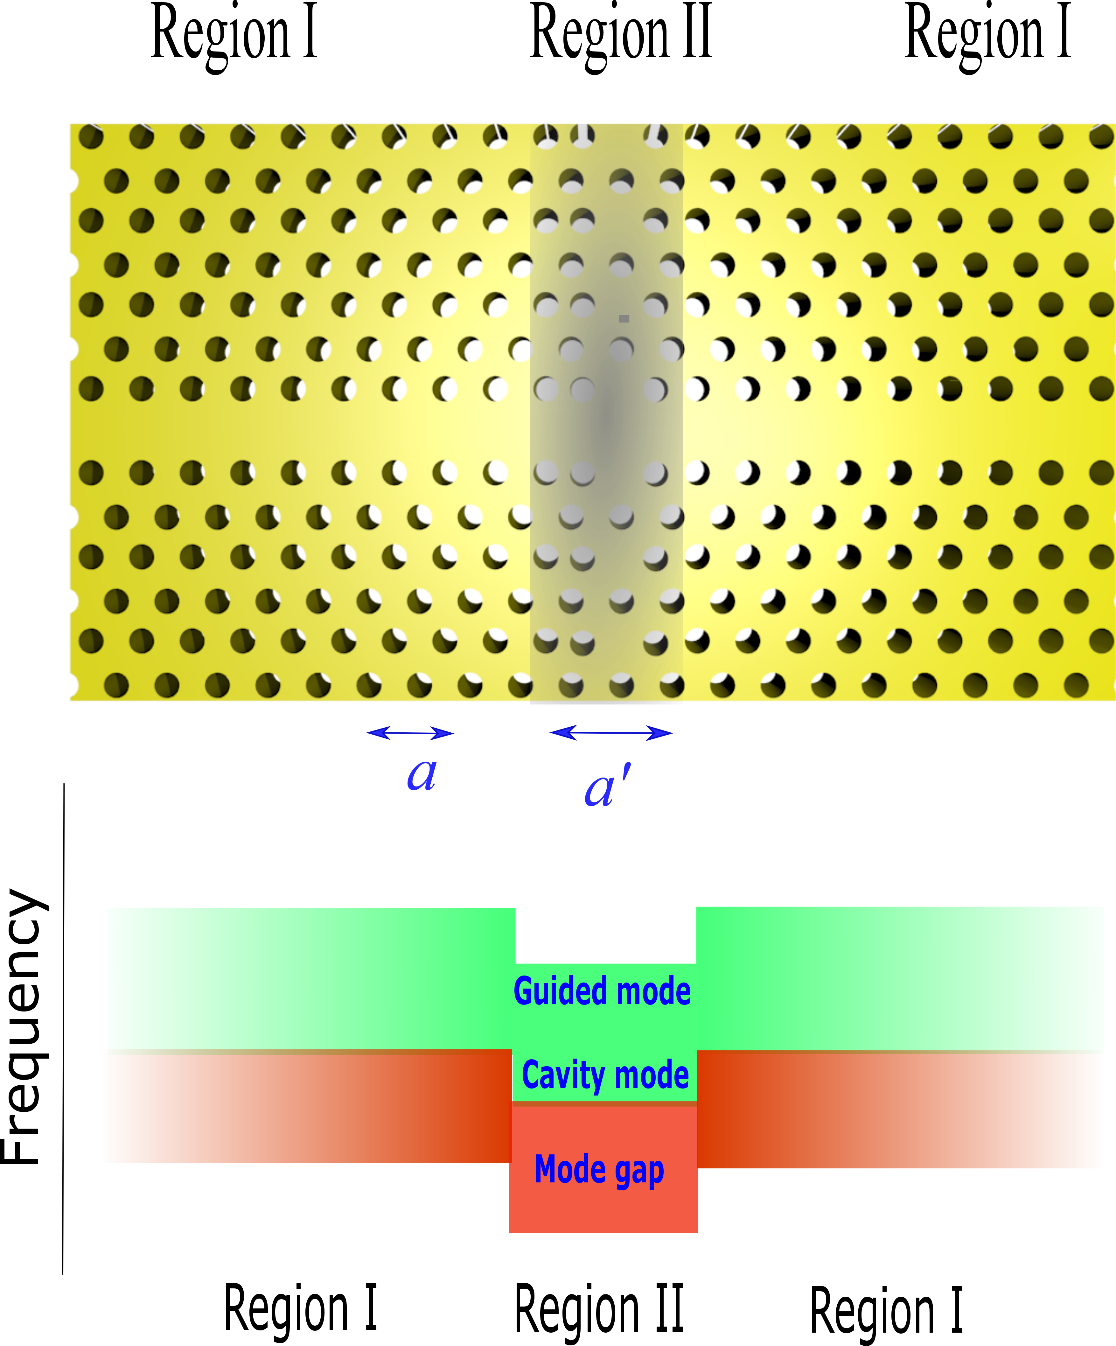 Region I Region II Region I
a a'
Frequency
Guided mode
Cavity mode
Mode gap
Region I Region II Region I